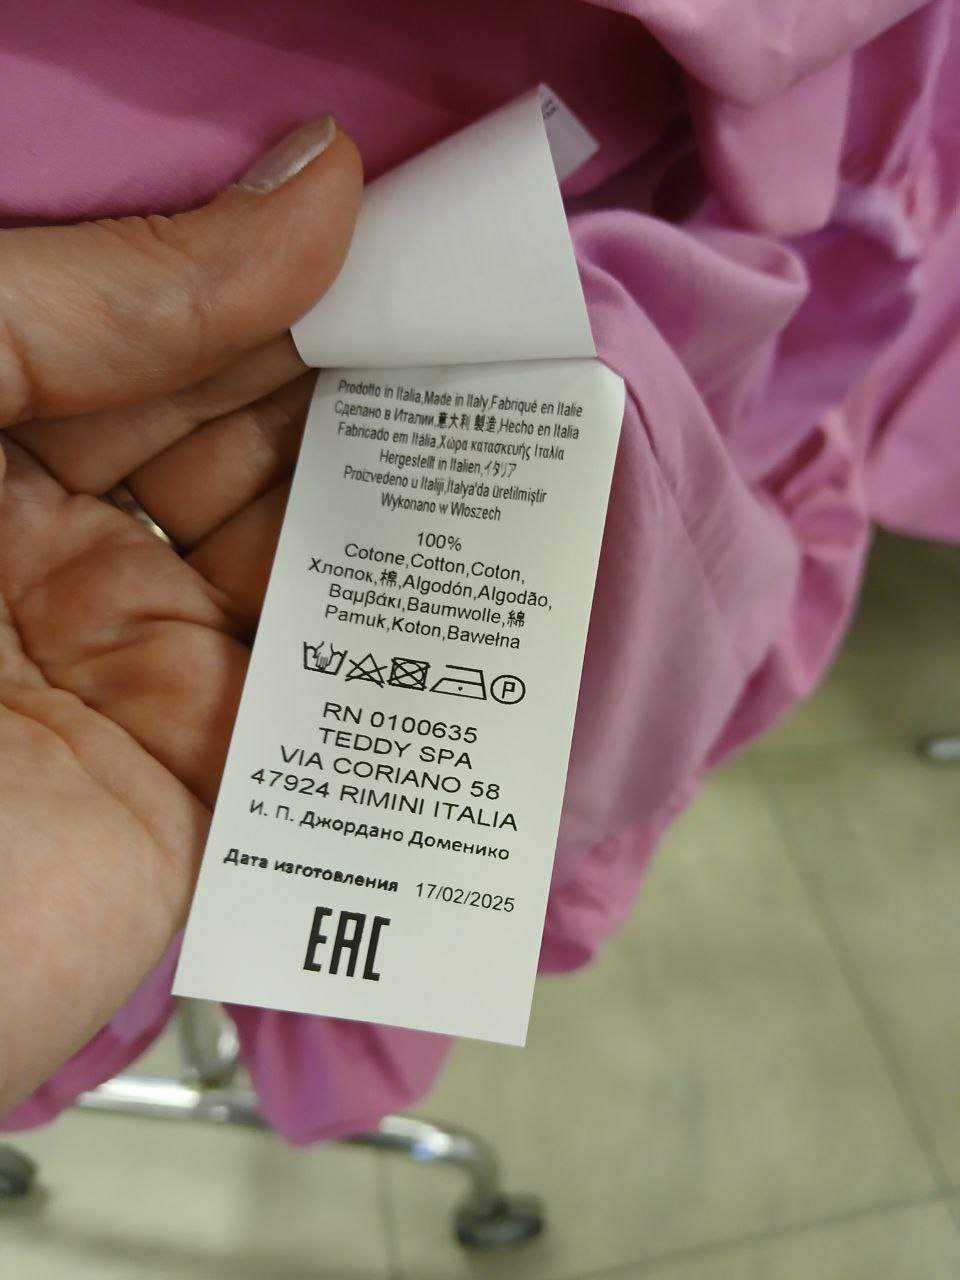 Prodotto in Italia,Made in Italy,Fabriqué en Italie
Сделано в Италии,意大利 製造,Hecho en Italia
Fabricado em Itália,Χώρα κατασκευής Ιταλία
Hergestellt in Italien,イタリア
Proizvedeno u Italiji,İtalya'da üretilmiştir
Wykonano w Wloszech
100%
Cotone,Cotton,Coton,
Хлопок,棉,Algodón,Algodão,
Βαμβάκι,Baumwolle,綿
Pamuk,Koton,Bawełna
P
RN 0100635
TEDDY SPA
VIA CORIANO 58
47924 RIMINI ITALIA
И. П. Джордано Доменико
Дата изготовления 17/02/2025
EAC